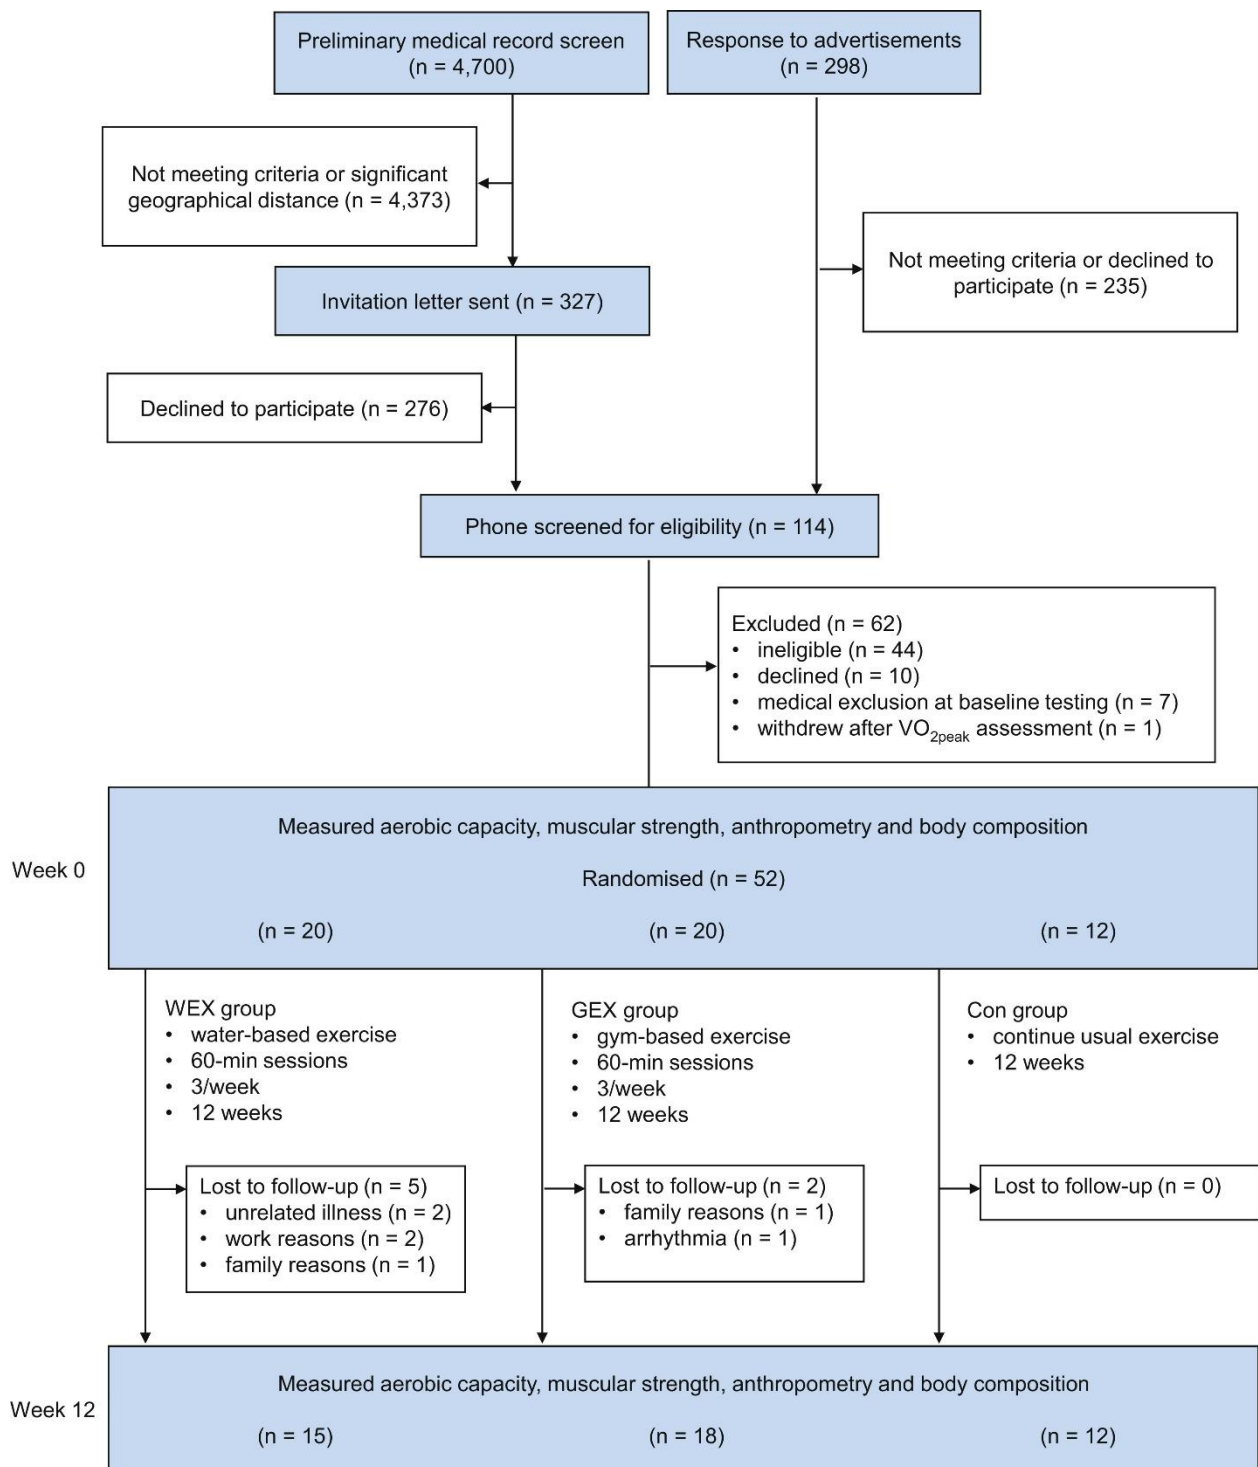 Preliminary medical record screen
(n = 4,700)
Response to advertisements
(n = 298)
Not meeting criteria or significant
geographical distance (n = 4,373)
Not meeting criteria or declined to
participate (n = 235)
Invitation letter sent (n = 327)
Declined to participate (n = 276)
Phone screened for eligibility (n = 114)
Excluded (n = 62)
• ineligible (n = 44)
• declined (n = 10)
• medical exclusion at baseline testing (n = 7)
• withdrew after VO2peak assessment (n = 1)
Week 0
Measured aerobic capacity, muscular strength, anthropometry and body composition
Randomised (n = 52)
(n = 20)
(n = 20)
(n = 12)
WEX group
• water-based exercise
• 60-min sessions
• 3/week
• 12 weeks
GEX group
• gym-based exercise
• 60-min sessions
• 3/week
• 12 weeks
Con group
• continue usual exercise
• 12 weeks
Lost to follow-up (n = 5)
• unrelated illness (n = 2)
• work reasons (n = 2)
• family reasons (n = 1)
Lost to follow-up (n = 2)
• family reasons (n = 1)
• arrhythmia (n = 1)
Lost to follow-up (n = 0)
Week 12
Measured aerobic capacity, muscular strength, anthropometry and body composition
(n = 15)
(n = 18)
(n = 12)